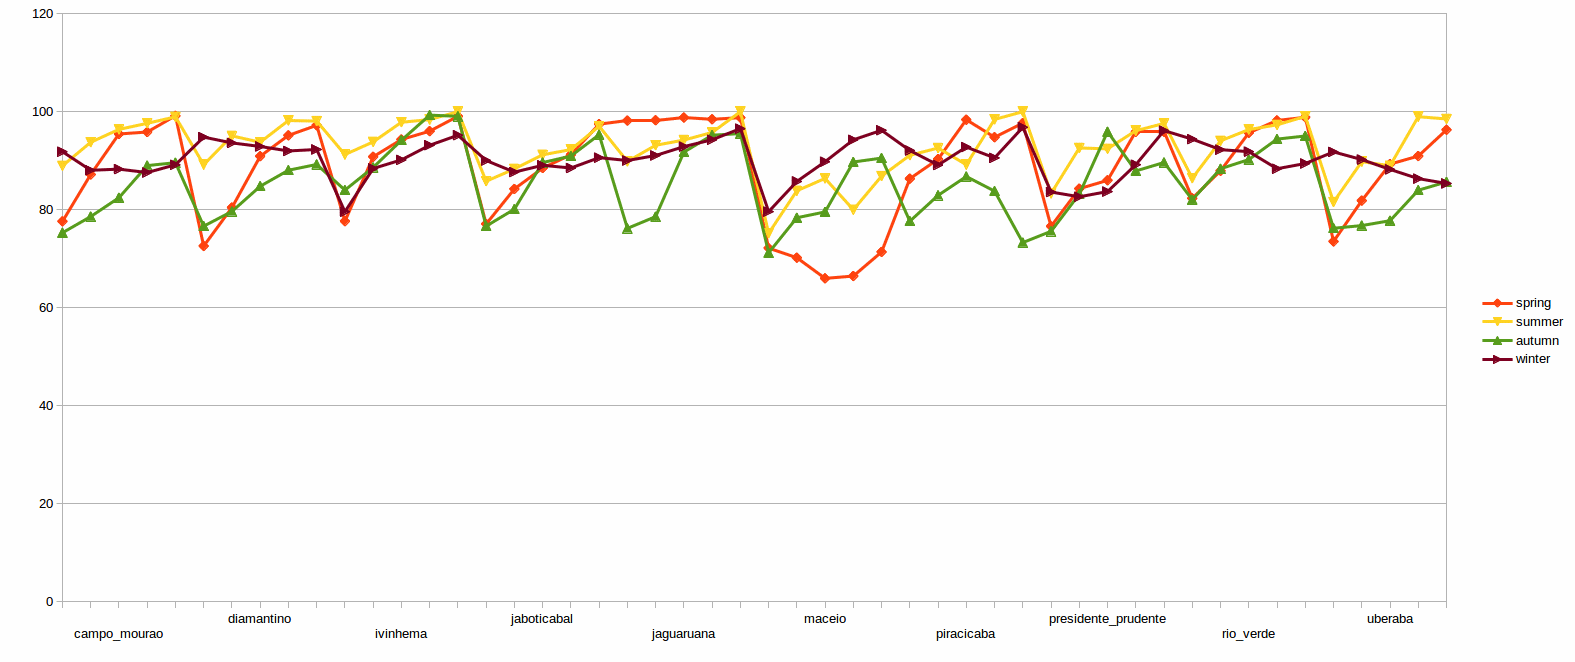 120
100
80
60
40
20
0
campo_mourao
diamantino
ivinhema
jaboticabal
jaguaruana
maceio
piracicaba
presidente_prudente
rio_verde
uberaba
spring
summer
autumn
winter